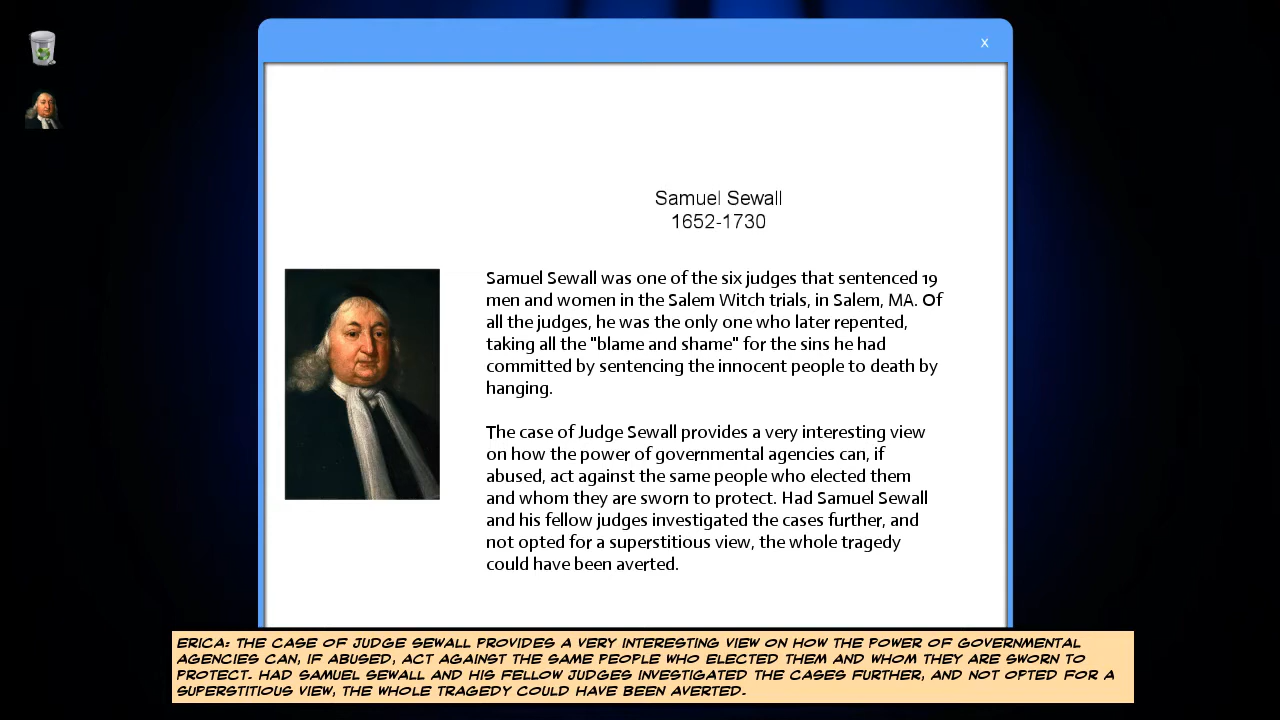 x
Samuel Sewall
1652-1730
Samuel Sewall was one of the six judges that sentenced 19
men and women in the Salem Witch trials, in Salem, MA. Of
all the judges, he was the only one who later repented,
taking all the "blame and shame" for the sins he had
committed by sentencing the innocent people to death by
hanging.
The case of Judge Sewall provides a very interesting view
on how the power of governmental agencies can, if
abused, act against the same people who elected them
and whom they are sworn to protect. Had Samuel Sewall
and his fellow judges investigated the cases further, and
not opted for a superstitious view, the whole tragedy
could have been averted.
ERICA: THE CASE OF JUDGE SEWALL PROVIDES A VERY INTERESTING VIEW ON HOW THE POWER OF GOVERNMENTAL
AGENCIES CAN, IF ABUSED, ACT AGAINST THE SAME PEOPLE WHO ELECTED THEM AND WHOM THEY ARE SWORN TO
PROTECT. HAD SAMUEL SEWALL AND HIS FELLOW JUDGES INVESTIGATED THE CASES FURTHER, AND NOT OPTED FOR A
SUPERSTITIOUS VIEW, THE WHOLE TRAGEDY COULD HAVE BEEN AVERTED.